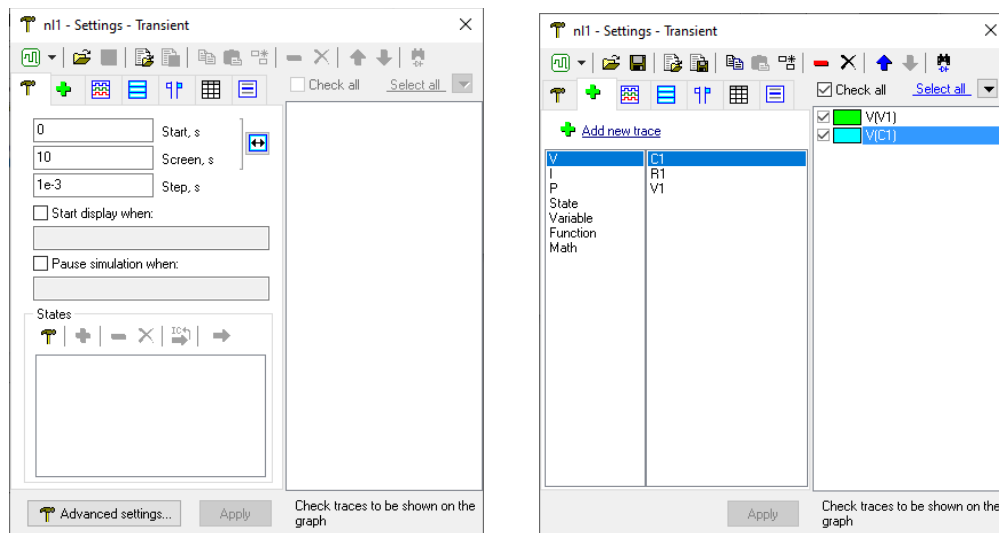 nl1 - Settings - Transient
Check all Select all
0 Start, s
10 Screen, s
1e-3 Step, s
Start display when:
Pause simulation when:
States
IC
Advanced settings... Apply
Check traces to be shown on the
graph
nl1 - Settings - Transient
Check all Select all
Add new trace
V(V1)
V(C1)
V
I
P
State
Variable
Function
Math
C1
R1
V1
Apply
Check traces to be shown on the
graph